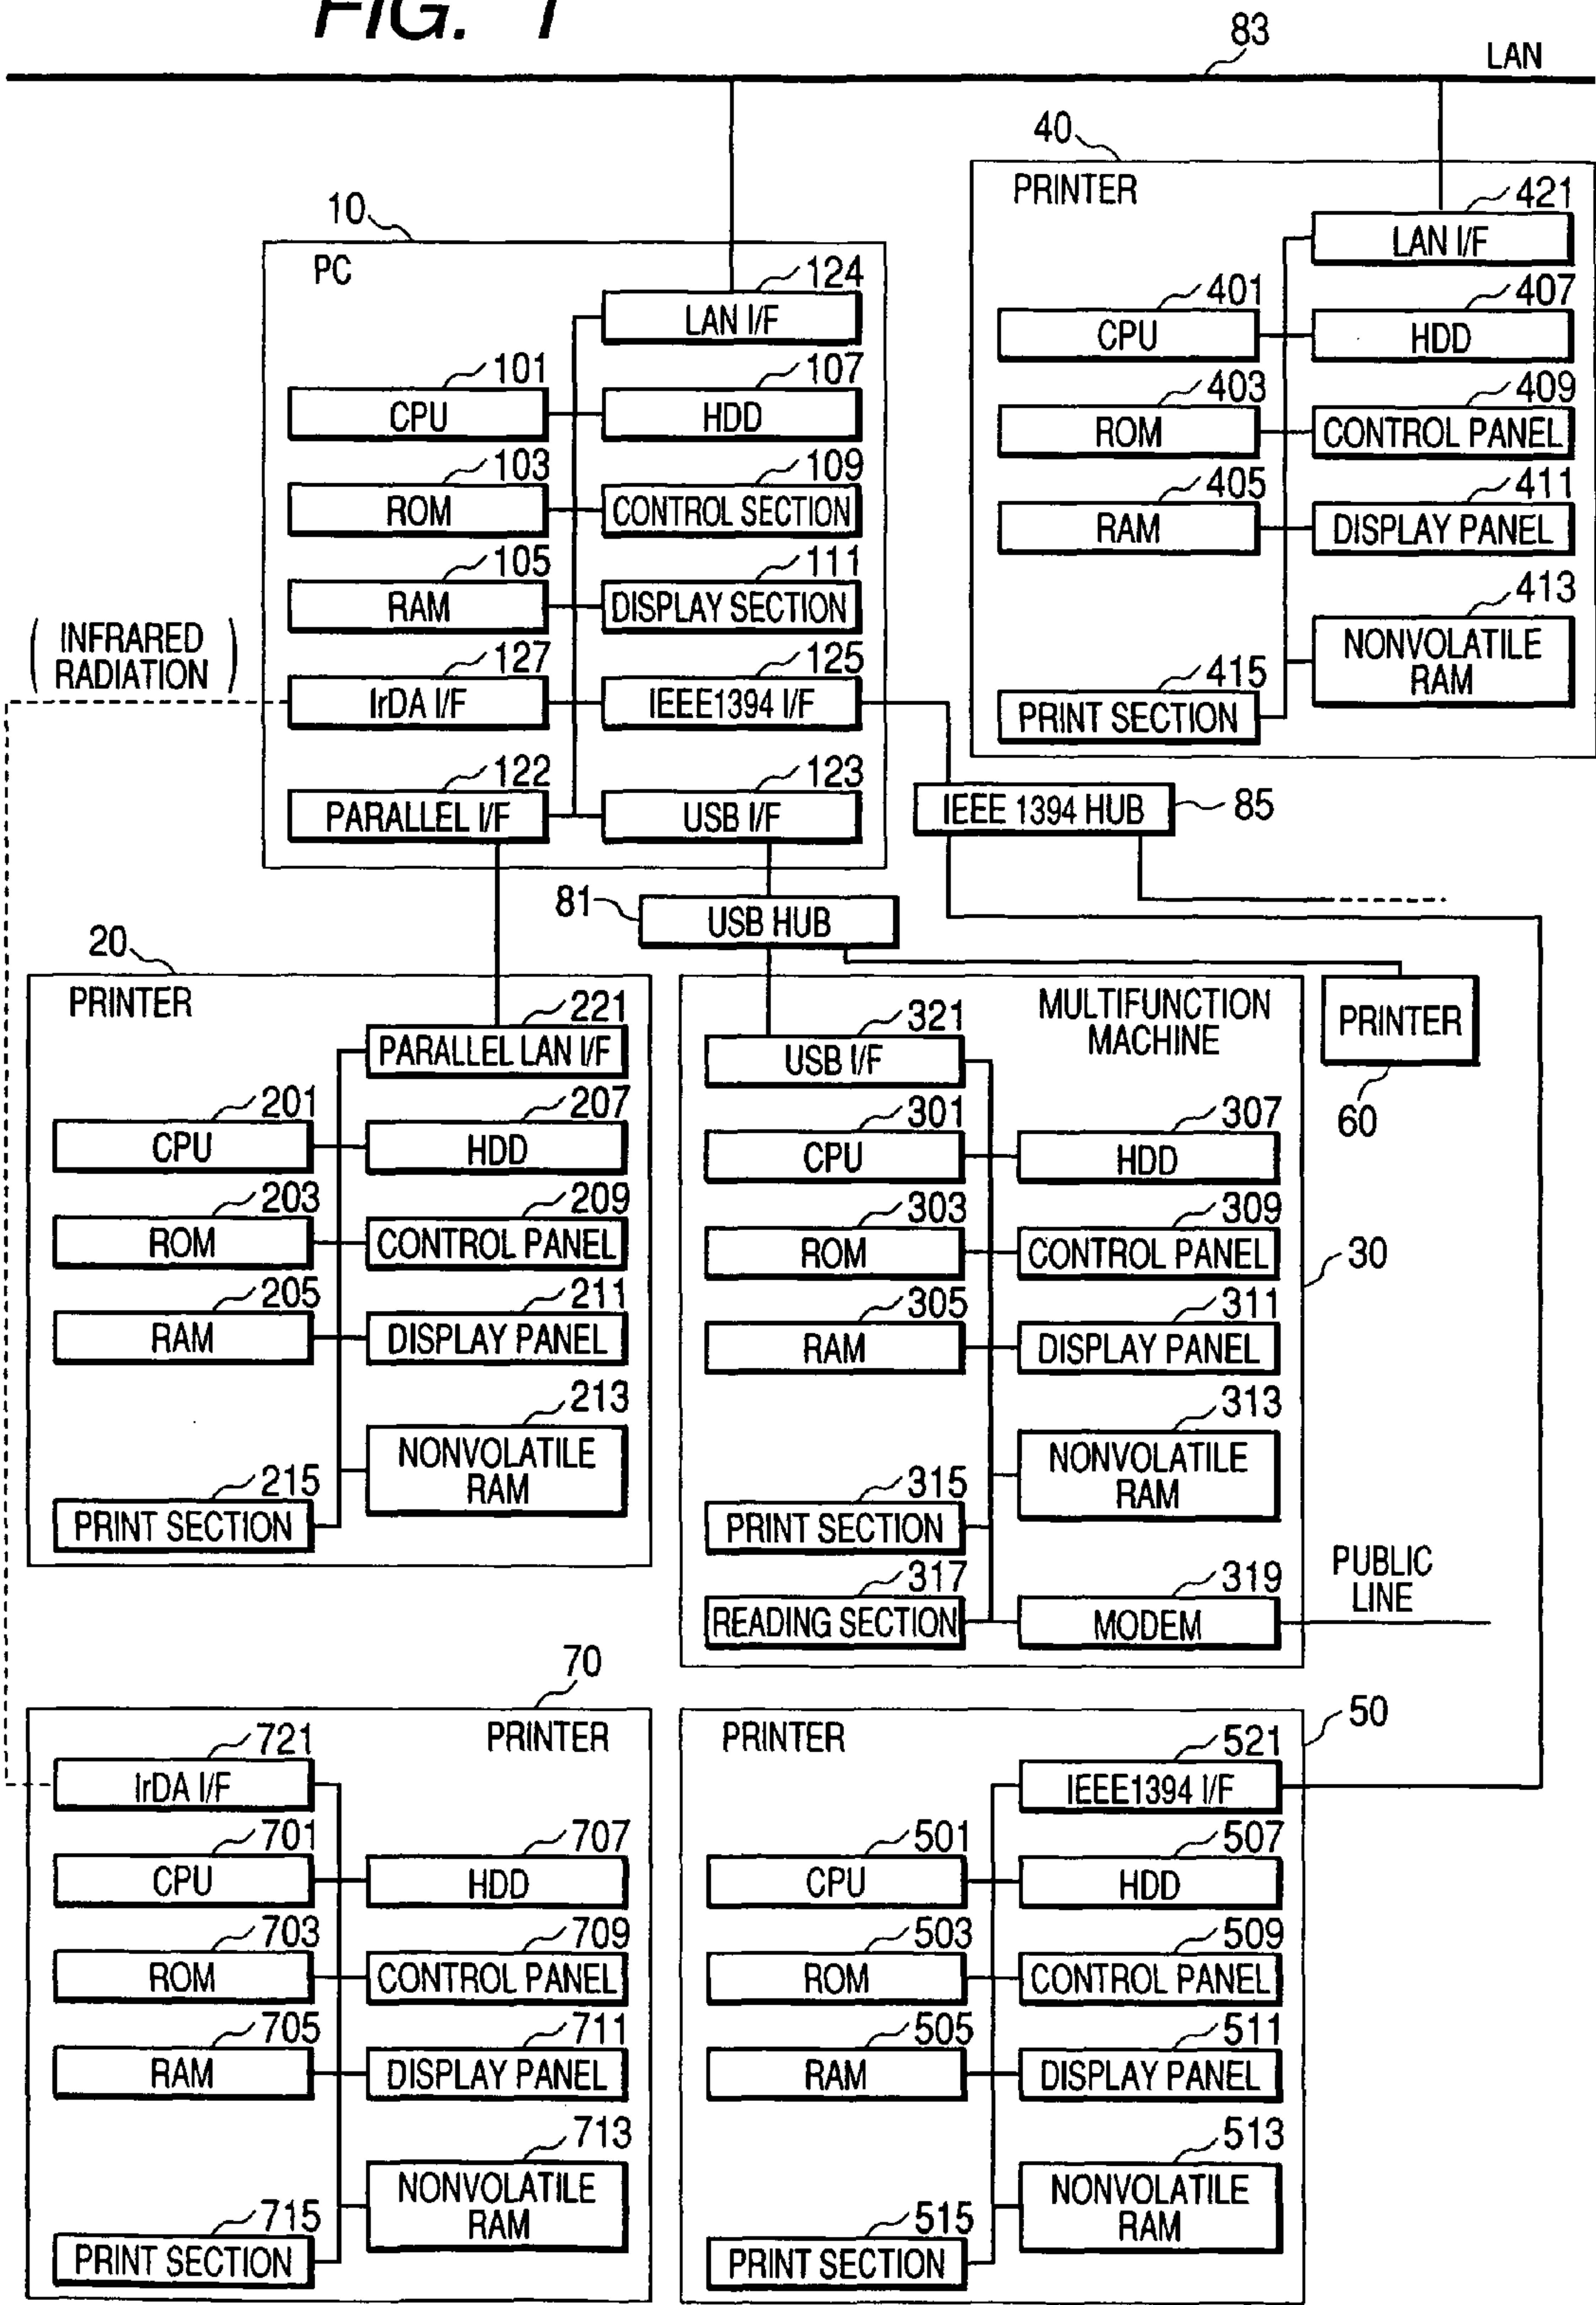 FIG. 1
83
LAN
40
PRINTER
421
LAN I/F
401
407
CPU
HDD
403
409
ROM
CONTROL PANEL
405
411
RAM
DISPLAY PANEL
413
NONVOLATILE
RAM
415
PRINT SECTION
10
PC
124
LAN I/F
101
107
CPU
HDD
103
109
ROM
CONTROL SECTION
105
111
RAM
DISPLAY SECTION
( INFRARED
RADIATION )
127
125
IrDA I/F
IEEE1394 I/F
122
123
PARALLEL I/F
USB I/F
IEEE 1394 HUB
85
81
USB HUB
20
PRINTER
221
PARALLEL LAN I/F
201
207
CPU
HDD
203
209
ROM
CONTROL PANEL
205
211
RAM
DISPLAY PANEL
213
NONVOLATILE
RAM
215
PRINT SECTION
MULTIFUNCTION
MACHINE
321
USB I/F
PRINTER
60
301
307
CPU
HDD
303
309
ROM
CONTROL PANEL
30
305
311
RAM
DISPLAY PANEL
313
NONVOLATILE
RAM
315
PRINT SECTION
317
319
READING SECTION
MODEM
PUBLIC
LINE
70
PRINTER
721
IrDA I/F
701
707
CPU
HDD
703
709
ROM
CONTROL PANEL
705
711
RAM
DISPLAY PANEL
713
NONVOLATILE
RAM
715
PRINT SECTION
50
PRINTER
521
IEEE1394 I/F
501
507
CPU
HDD
503
509
ROM
CONTROL PANEL
505
511
RAM
DISPLAY PANEL
513
NONVOLATILE
RAM
515
PRINT SECTION